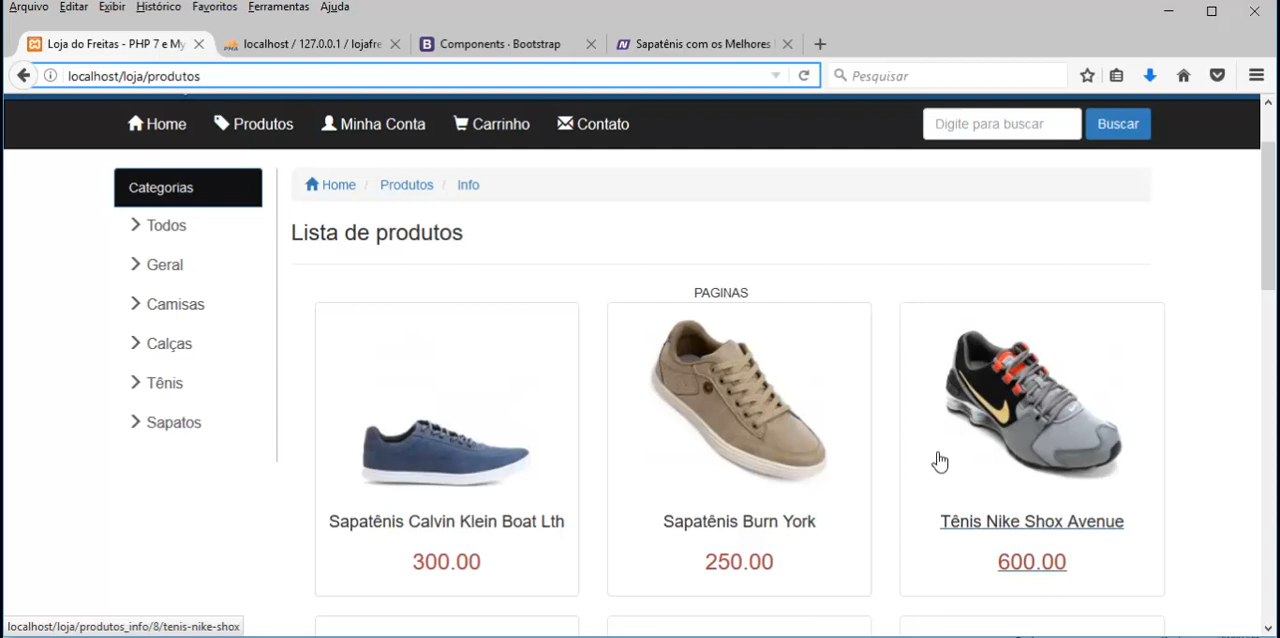 Arquivo Editar Exibir Histórico Favoritos Ferramentas Ajuda
Loja do Freitas - PHP 7 e My localhost / 127.0.0.1 / lojafre Components · Bootstrap Sapatênis com os Melhores
localhost/loja/produtos Pesquisar
Home Produtos Minha Conta Carrinho Contato Digite para buscar Buscar
Categorias
Todos
Geral
Camisas
Calças
Tênis
Sapatos
Home / Produtos / Info
Lista de produtos
PAGINAS
Sapatênis Calvin Klein Boat Lth Sapatênis Burn York Tênis Nike Shox Avenue
300.00 250.00 600.00
localhost/loja/produtos_info/8/tenis-nike-shox